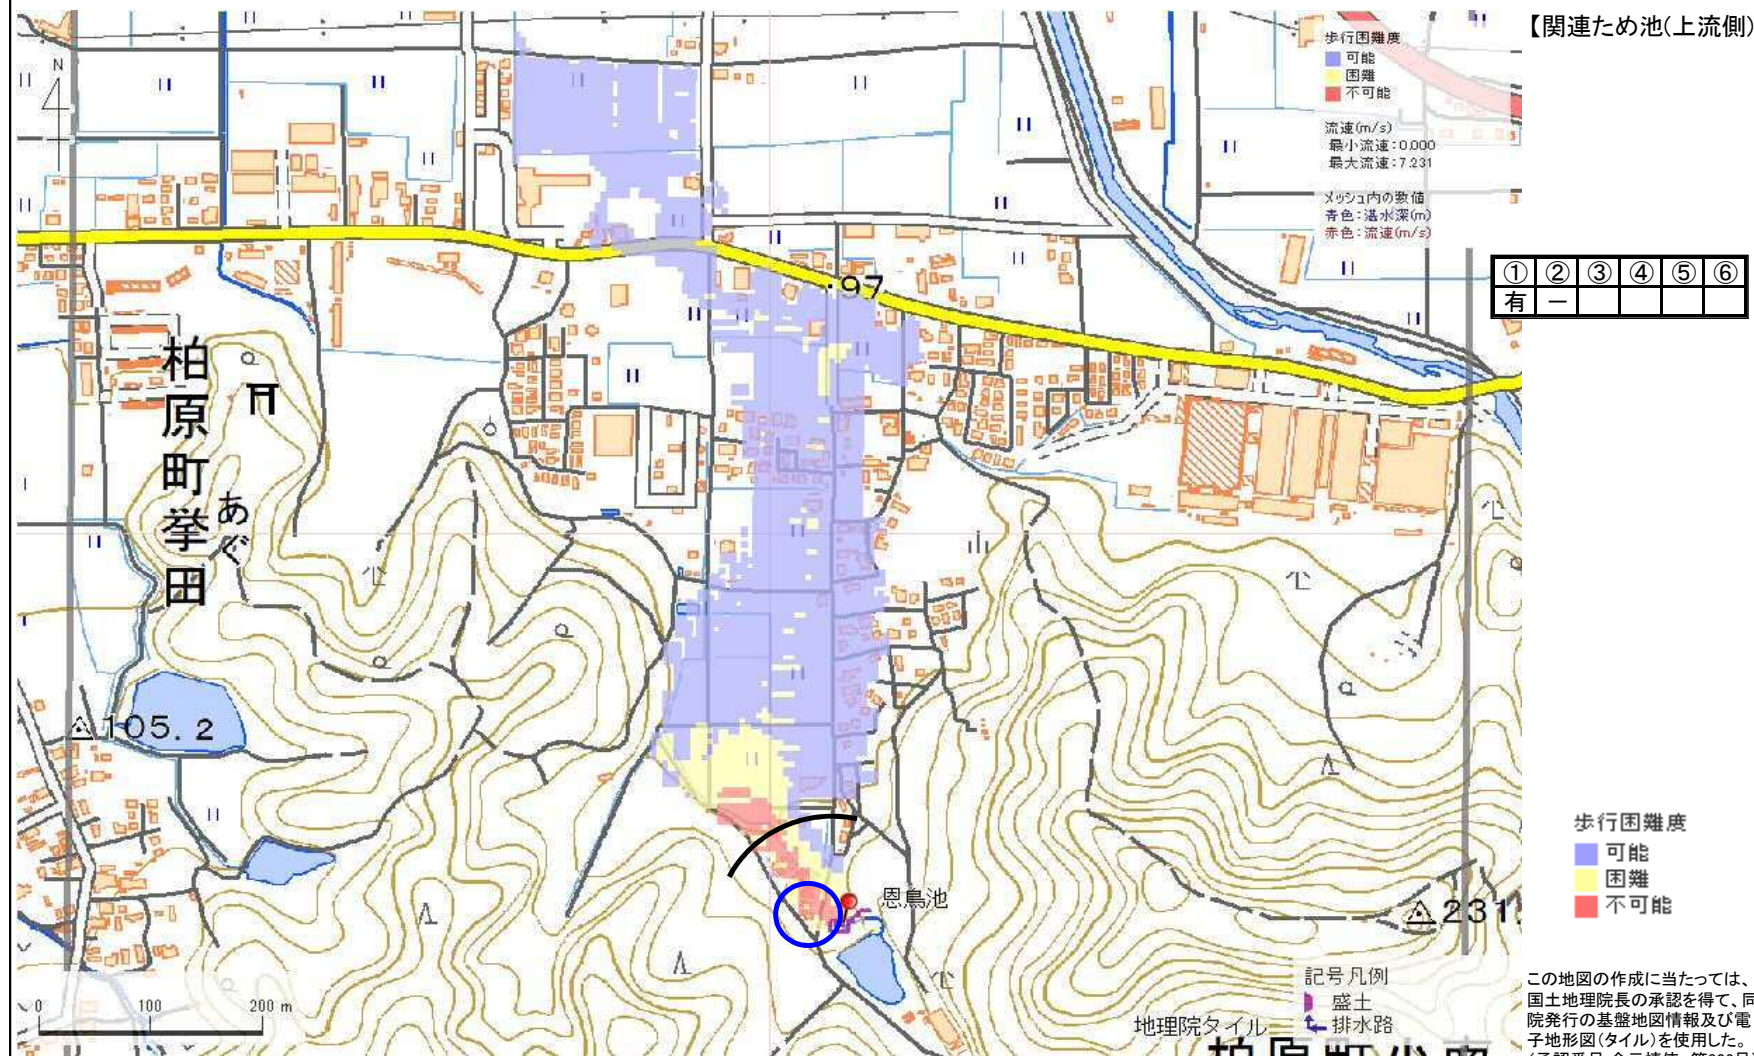 【関連ため池(上流側)
歩行困難度
可能
困難
不可能
流速(m/s)
最小流速:0.000
最大流速:7.231
メッシュ内の数値
青色:湛水深(m)
赤色:流速(m/s)
① ② ③ ④ ⑤ ⑥
有 －
N
97
柏原町挙田
あぐ
105.2
恩鳥池
231.
歩行困難度
可能
困難
不可能
0 100 200 m
記号凡例
盛土
排水路
地理院タイル
この地図の作成に当たっては、
国土地理院長の承認を得て、同
院発行の基盤地図情報及び電
子地形図(タイル)を使用した。